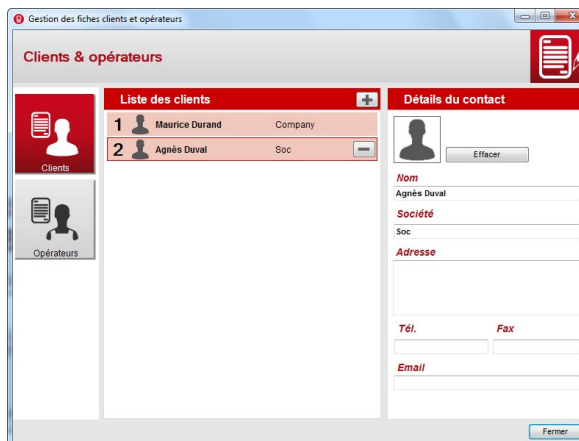 Gestion des fiches clients et opérateurs
Clients & opérateurs
Clients
Opérateurs
Liste des clients
1 Maurice Durand Company
2 Agnès Duval Soc
Détails du contact
Effacer
Nom
Agnès Duval
Société
Soc
Adresse
Tél. Fax
Email
Fermer